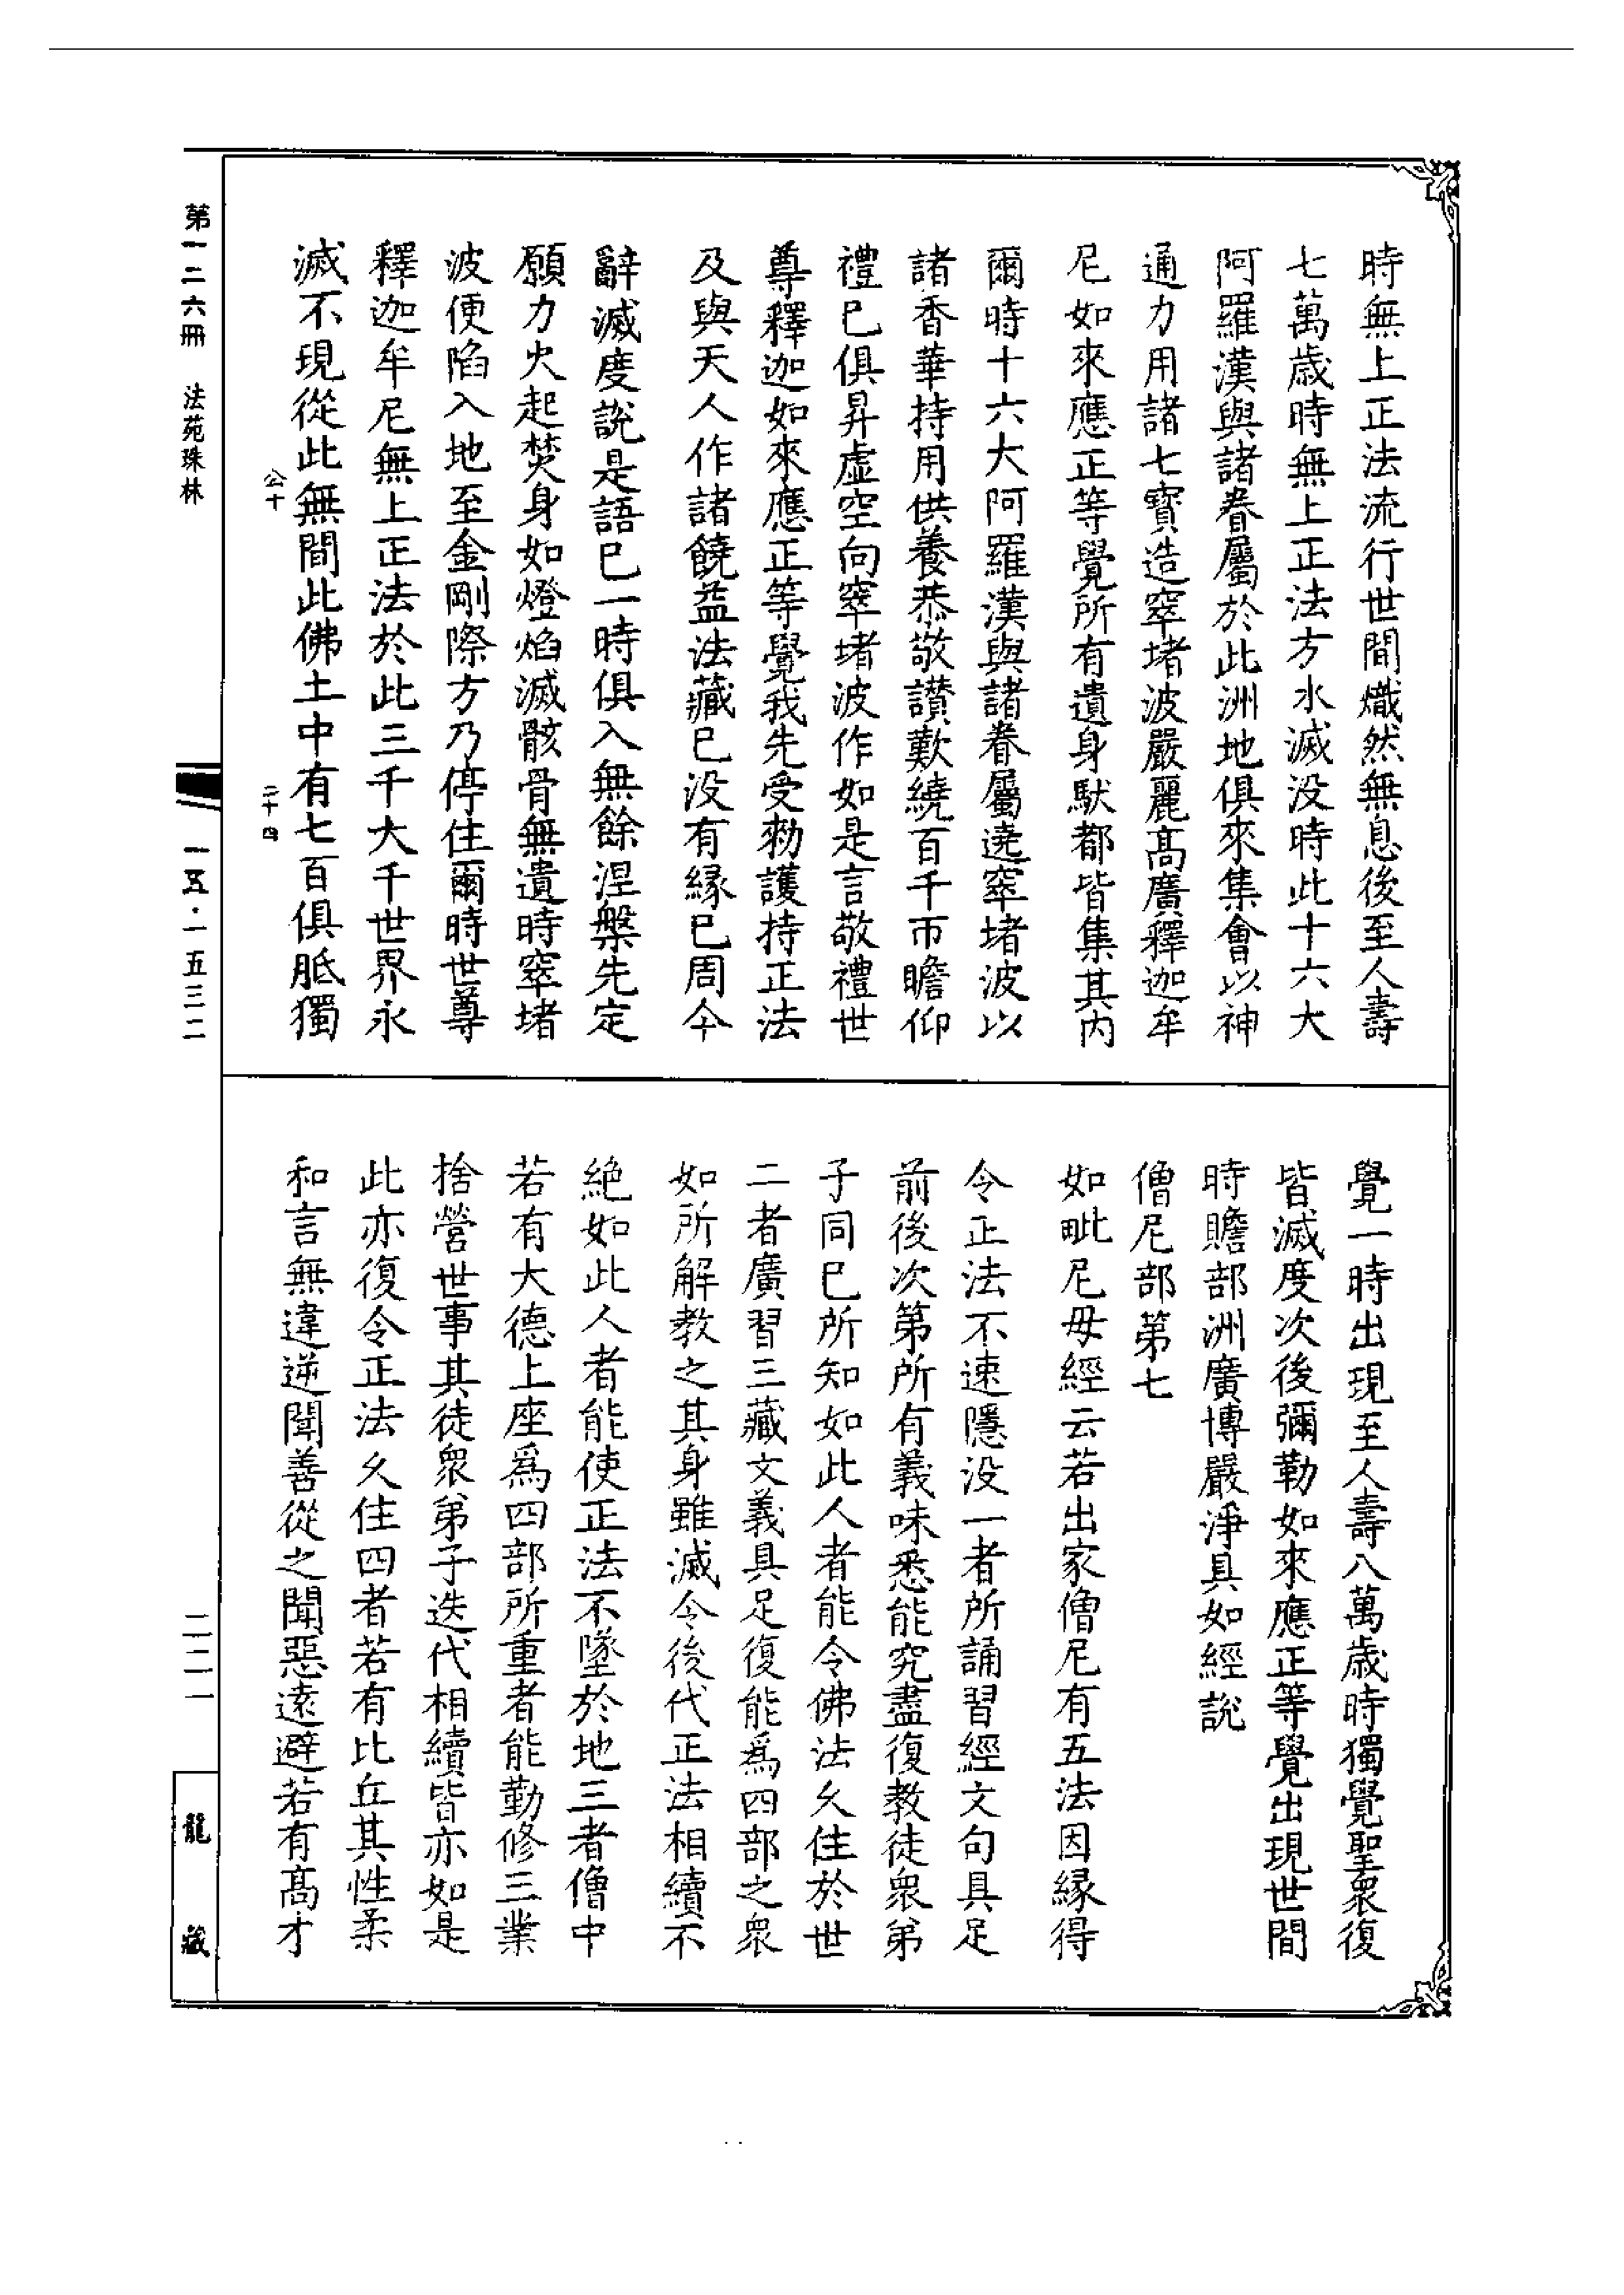 時無上正法流行世間熾然無息後至人壽
七萬歲時無上正法方永滅没時此十六大
阿羅漢與諸眷屬於此洲地俱來集會以神
通力用諸七寳造窣堵波嚴麗髙廣釋迦牟
尼如來應正等覺所有遺身馱都皆集其内
爾時十六大阿羅漢與諸眷屬遶窣堵波以
諸香華持用供養恭敬讃歎繞百千帀瞻仰
禮已俱昇虛空向窣堵波作如是言敬禮世
尊釋迦如來應正等覺我先受勑護持正法
及與天人作諸饒益法藏已没有緣已周今
辭滅度說是語已一時俱入無餘涅槃先定
願力火起焚身如燈焰滅骸骨無遺時窣堵
波便陷入地至金剛際方乃停住爾時世尊
釋迦牟尼無上正法於此三千大千世界永
滅不現從此無間此佛土中有七百俱胝獨
公十
二十四
覺一時出現至人壽八萬歲時獨覺聖衆復
皆滅度次後彌勒如來應正等覺出現世間
時贍部洲廣博嚴淨具如經説
僧尼部第七
如毗尼母經云若出家僧尼有五法因緣得
令正法不速隱没一者所誦習經文句具足
前後次第所有義味悉能究盡復教徒衆弟
子同已所知如此人者能令佛法久住於世
二者廣習三藏文義具足復能爲四部之衆
如所解教之其身雖滅令後代正法相續不
絕如此人者能使正法不墜於地三者僧中
若有大德上座爲四部所重者能勤修三業
捨營世事其徒衆弟子迭代相續皆亦如是
此亦復令正法久住四者若有比丘其性柔
和言無違逆聞善從之聞惡遠避若有髙才
第一二六冊　法苑珠林
一五·一五三二
二二一
龍藏